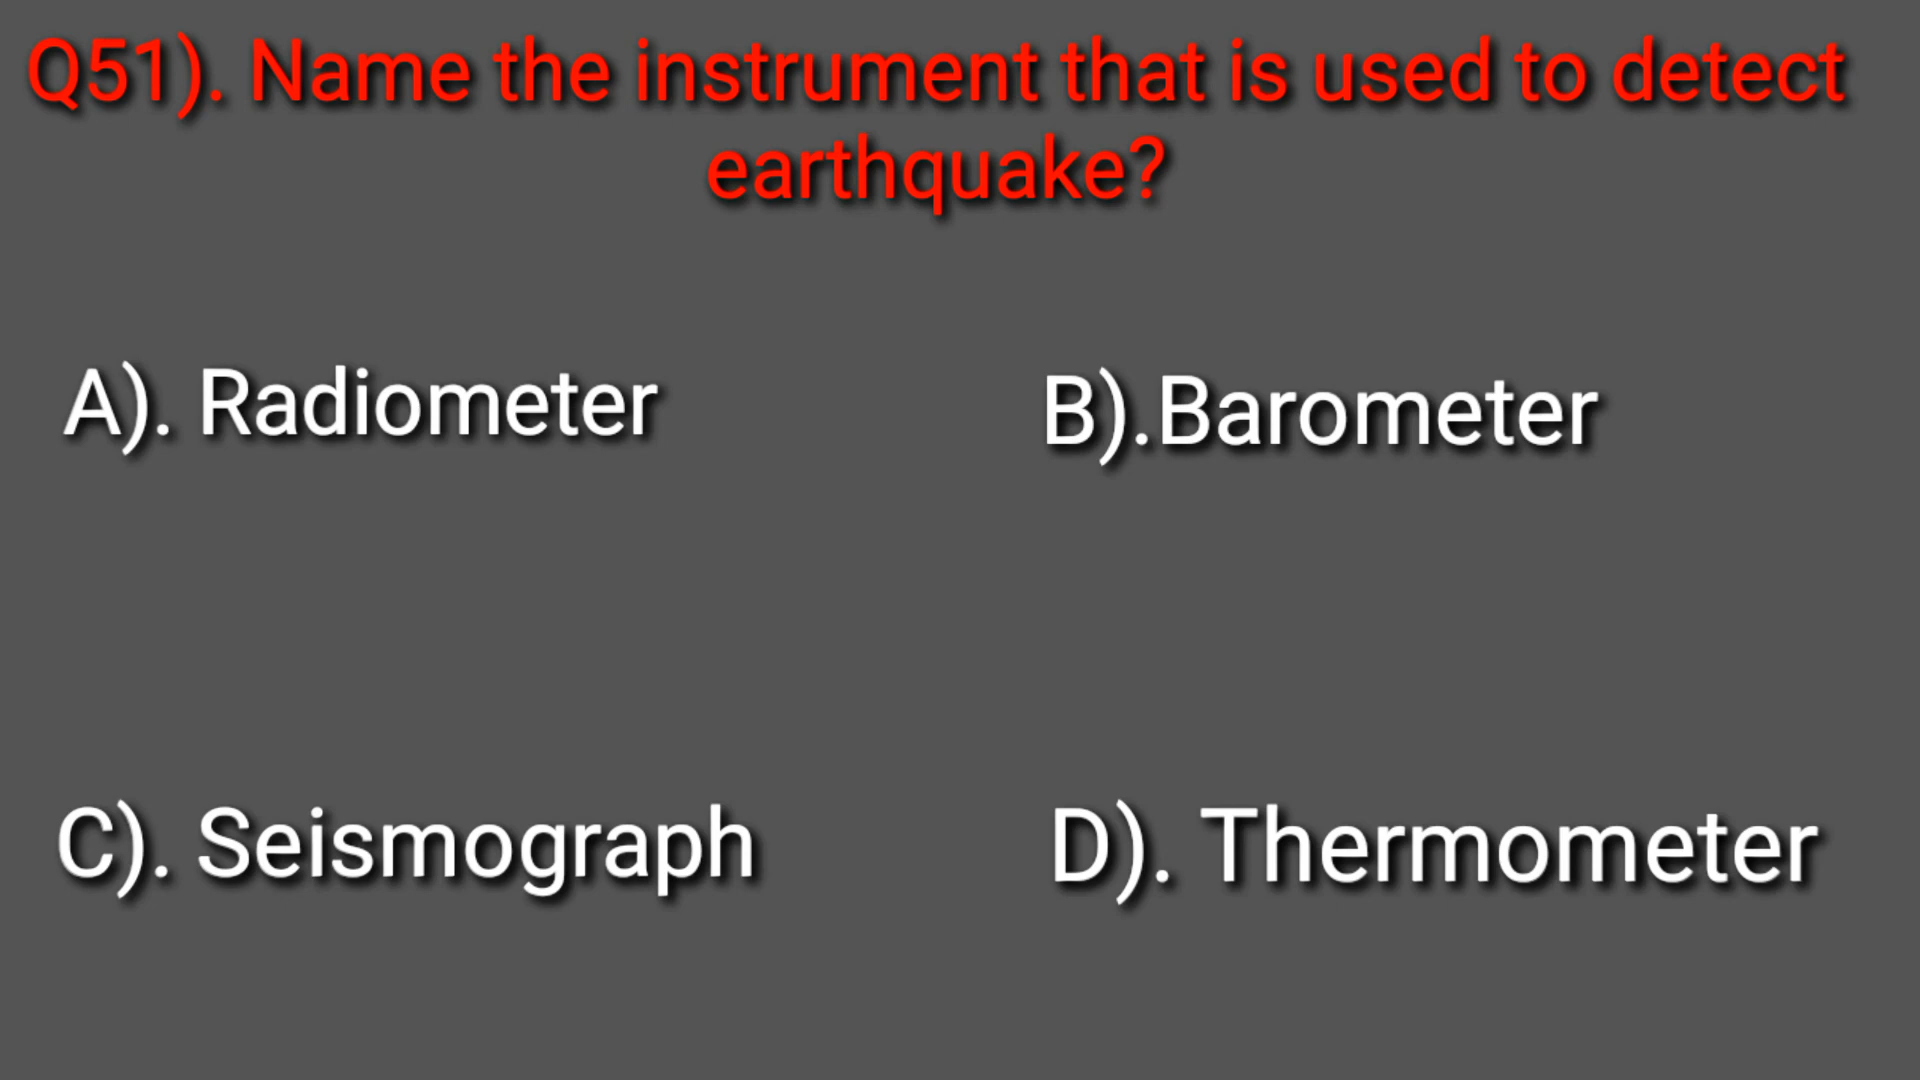 Q51). Name the instrument that is used to detect
earthquake?
A). Radiometer
B).Barometer
C). Seismograph
D). Thermometer